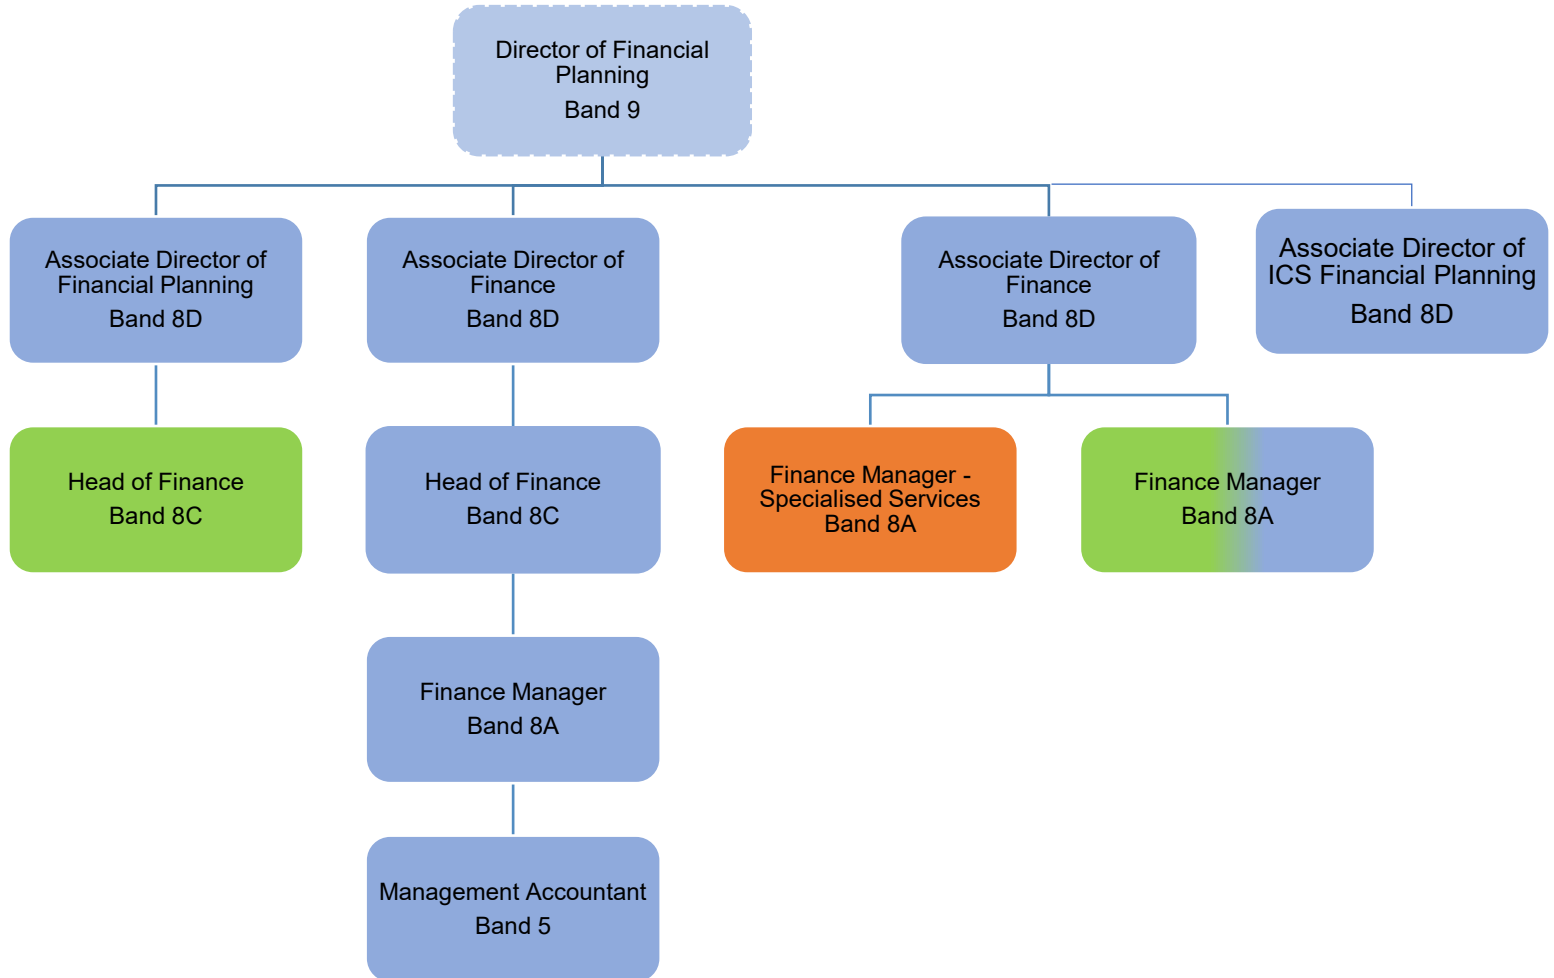 Director of Financial
Planning
Band 9
Associate Director of
Financial Planning
Band 8D
Associate Director of
Finance
Band 8D
Associate Director of
Finance
Band 8D
Associate Director of
ICS Financial Planning
Band 8D
Head of Finance
Band 8C
Head of Finance
Band 8C
Finance Manager -
Specialised Services
Band 8A
Finance Manager
Band 8A
Finance Manager
Band 8A
Management Accountant
Band 5